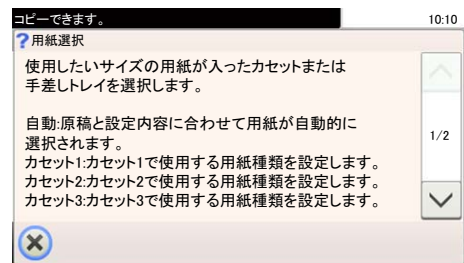 コピーできます。
10:10
?用紙選択
使用したいサイズの用紙が入ったカセットまたは
手差しトレイを選択します。
自動:原稿と設定内容に合わせて用紙が自動的に
選択されます。
カセット1:カセット1で使用する用紙種類を設定します。
カセット2:カセット2で使用する用紙種類を設定します。
カセット3:カセット3で使用する用紙種類を設定します。
1/2